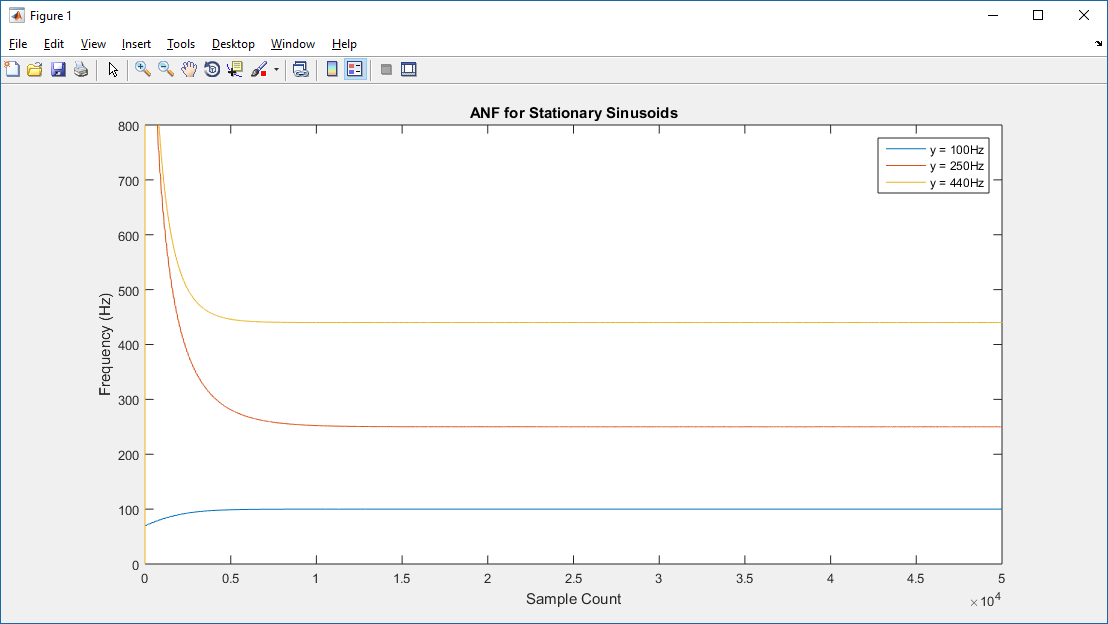 Figure 1
File Edit View Insert Tools Desktop Window Help
ANF for Stationary Sinusoids
800
700
600
500
400
300
200
100
0
Frequency (Hz)
y = 100Hz
y = 250Hz
y = 440Hz
0 0.5 1 1.5 2 2.5 3 3.5 4 4.5 5
Sample Count
×10⁴